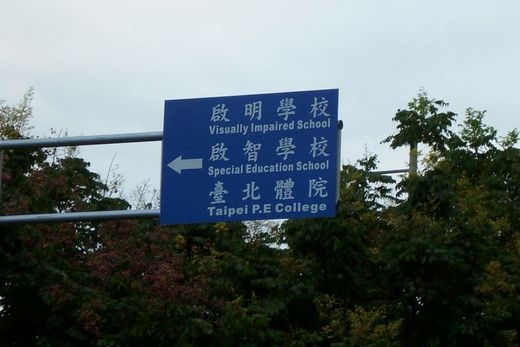 啟明學校
Visually Impaired School
啟智學校
Special Education School
臺北體院
Taipei P.E College